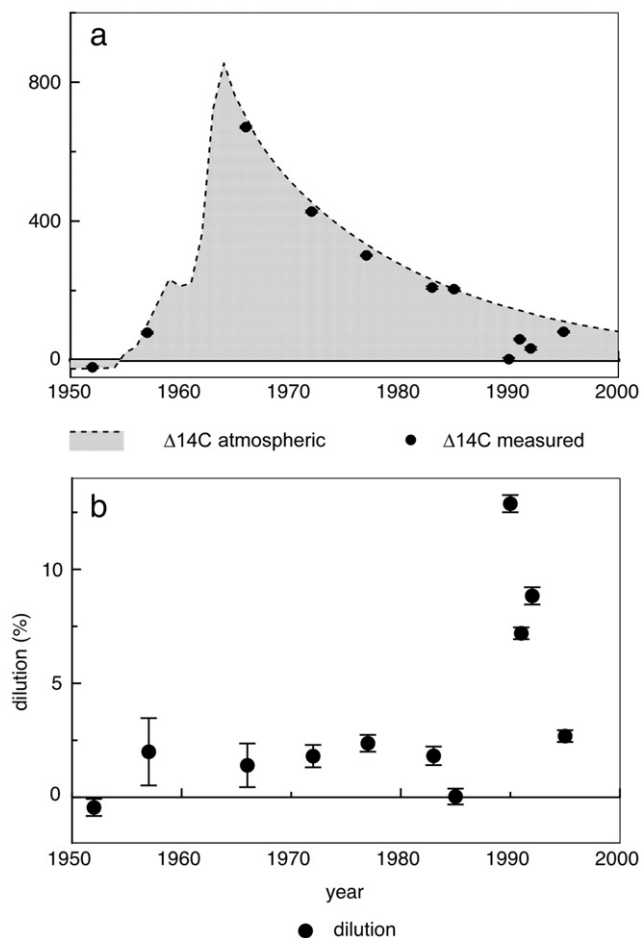 a
800
400
0
1950 1960 1970 1980 1990 2000
Δ14C atmospheric Δ14C measured
b
10
5
0
dilution (%)
1950 1960 1970 1980 1990 2000
year
dilution